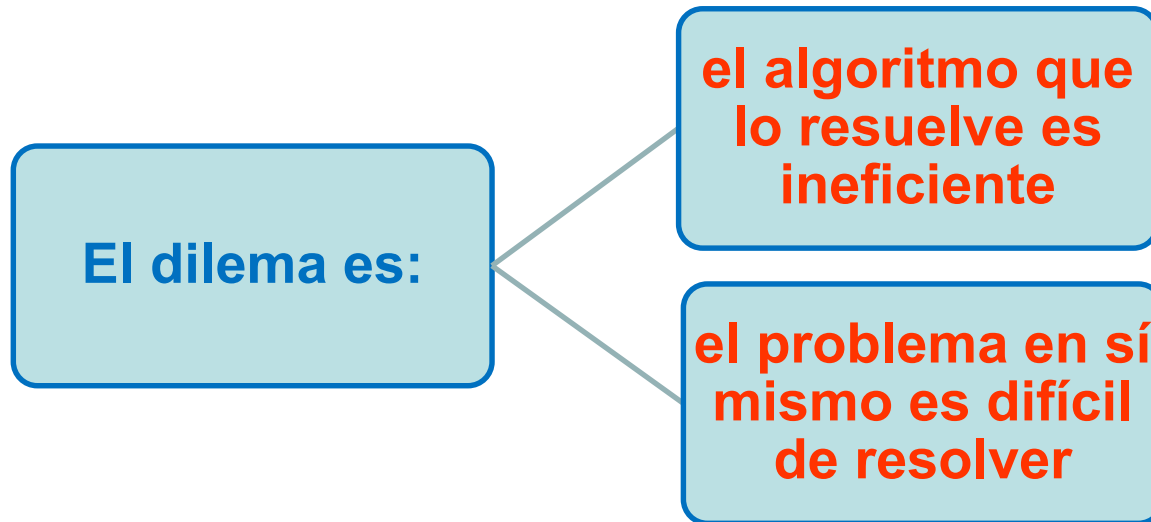 El dilema es:
el algoritmo que
lo resuelve es
ineficiente
el problema en sí
mismo es difícil
de resolver